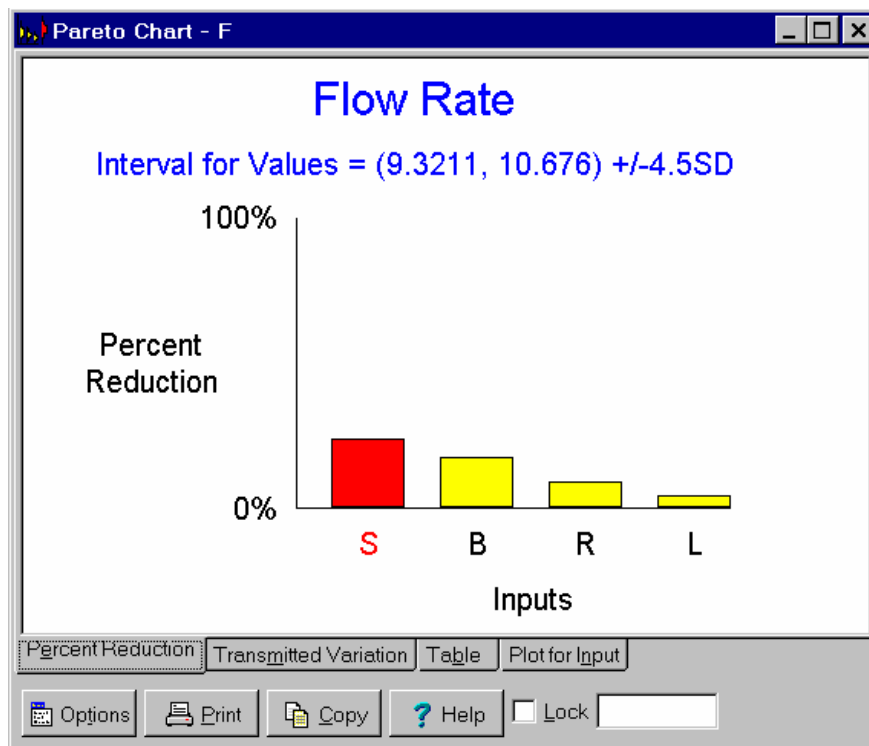 Pareto Chart - F
Flow Rate
Interval for Values = (9.3211, 10.676) +/-4.5SD
100%
Percent
Reduction
0%
S B R L
Inputs
Percent Reduction Transmitted Variation Table Plot for Input
Options Print Copy ? Help Lock